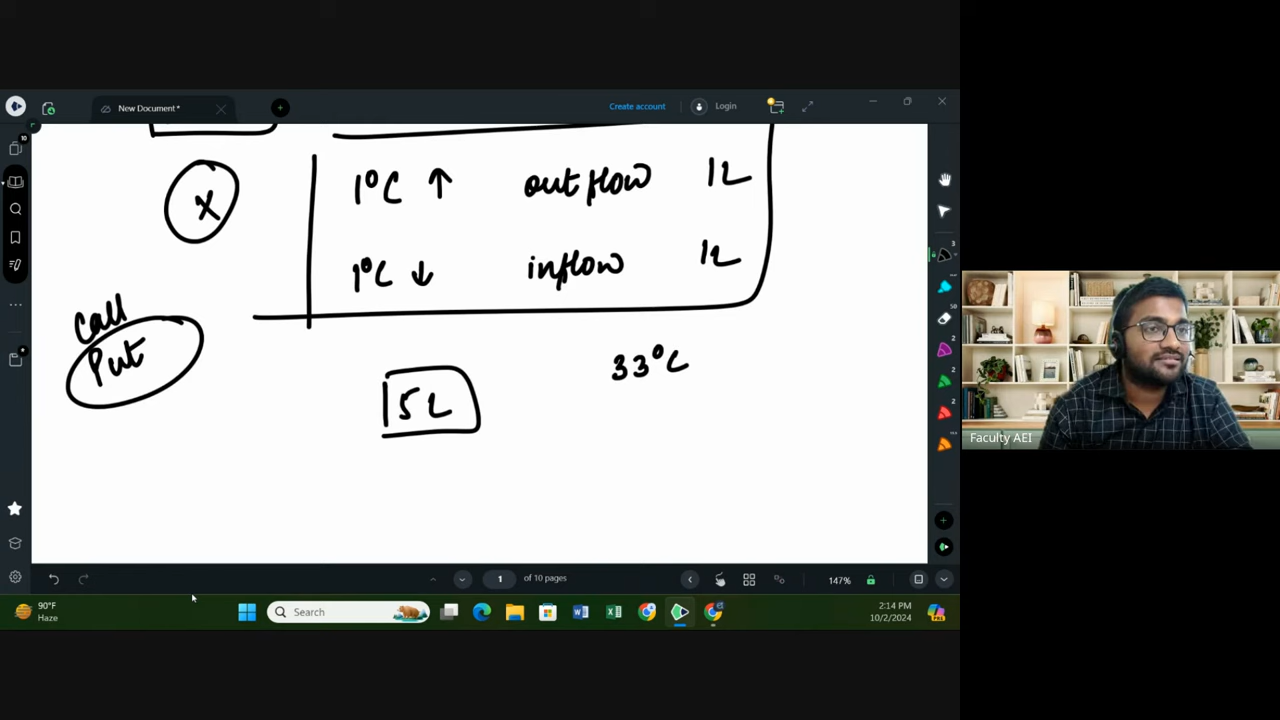 New Document*
Create account
Login
1°C ↑ outflow 1L
X
1°C ↓ inflow 1L
Call
Put
33°C
15L
Faculty AEI
1 of 10 pages
147%
90°F
Haze
Search
2:14 PM
10/2/2024